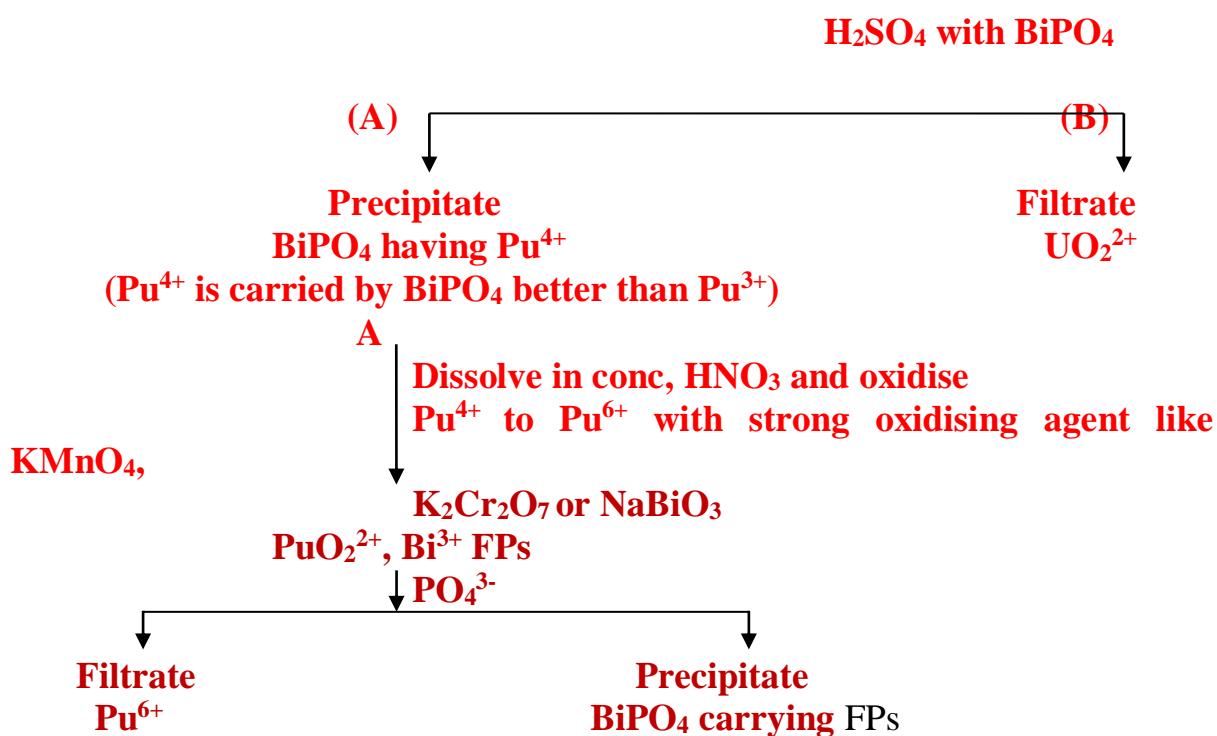 H₂SO₄ with BiPO₄
(A) (B)
Precipitate Filtrate
BiPO₄ having Pu⁴⁺ UO₂²⁺
(Pu⁴⁺ is carried by BiPO₄ better than Pu³⁺)
A
Dissolve in conc, HNO₃ and oxidise
Pu⁴⁺ to Pu⁶⁺ with strong oxidising agent like
KMnO₄,
K₂Cr₂O₇ or NaBiO₃
PuO₂²⁺, Bi³⁺ FPs
PO₄³⁻
Filtrate Precipitate
Pu⁶⁺ BiPO₄ carrying FPs